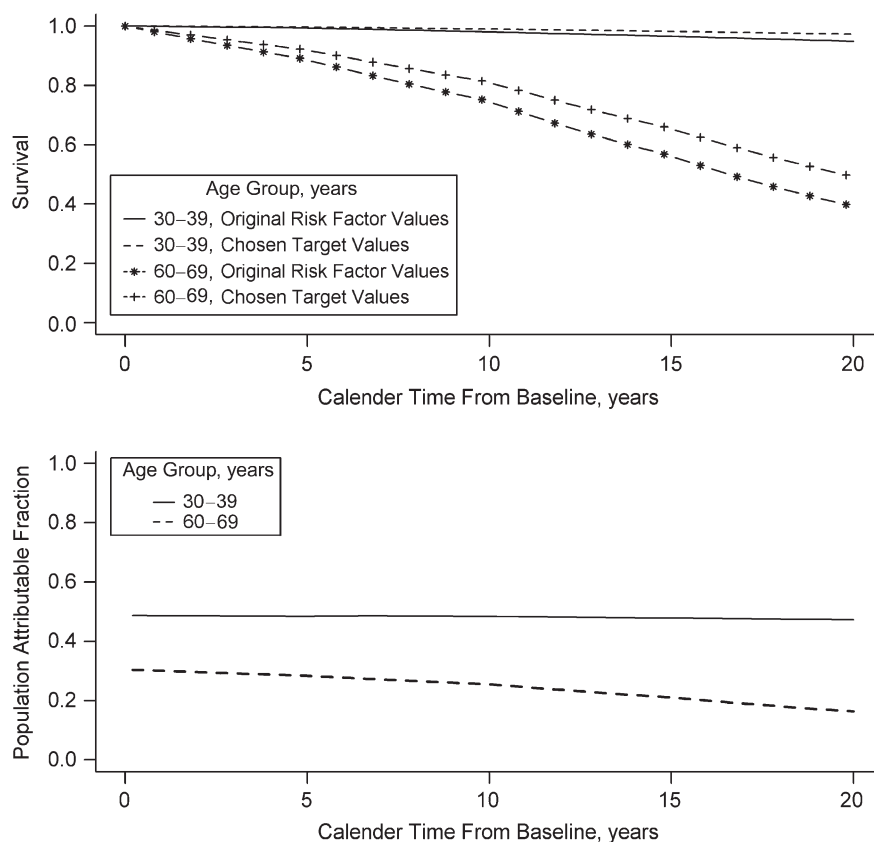 1.0
0.8
0.6
0.4
0.2
0.0
Survival
Age Group, years
30–39, Original Risk Factor Values
30–39, Chosen Target Values
60–69, Original Risk Factor Values
60–69, Chosen Target Values
0 5 10 15 20
Calender Time From Baseline, years
1.0
0.8
0.6
0.4
0.2
0.0
Population Attributable Fraction
Age Group, years
30–39
60–69
0 5 10 15 20
Calender Time From Baseline, years